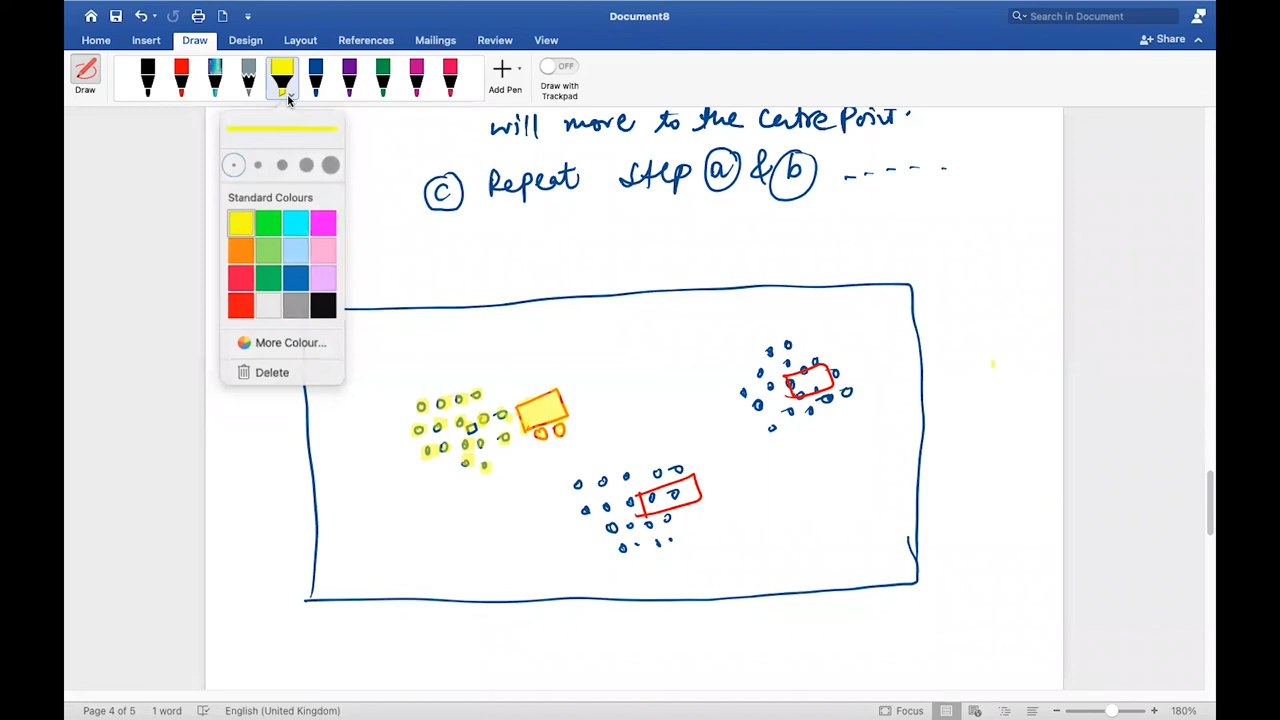 Document8
Search in Document
Home Insert Draw Design Layout References Mailings Review View
Share
Draw
Add Pen
OFF
Draw with
Trackpad
will move to the Centre Point.
c Repeat Step a & b -----
Standard Colours
More Colour...
Delete
Page 4 of 5 1 word English (United Kingdom) Focus 180%